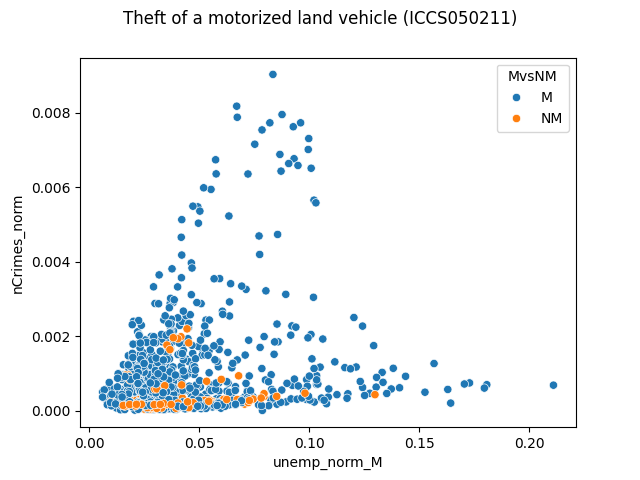 Theft of a motorized land vehicle (ICCS050211)
MvsNM
M
NM
0.008
0.006
0.004
0.002
0.000
nCrimes_norm
0.00 0.05 0.10 0.15 0.20
unemp_norm_M